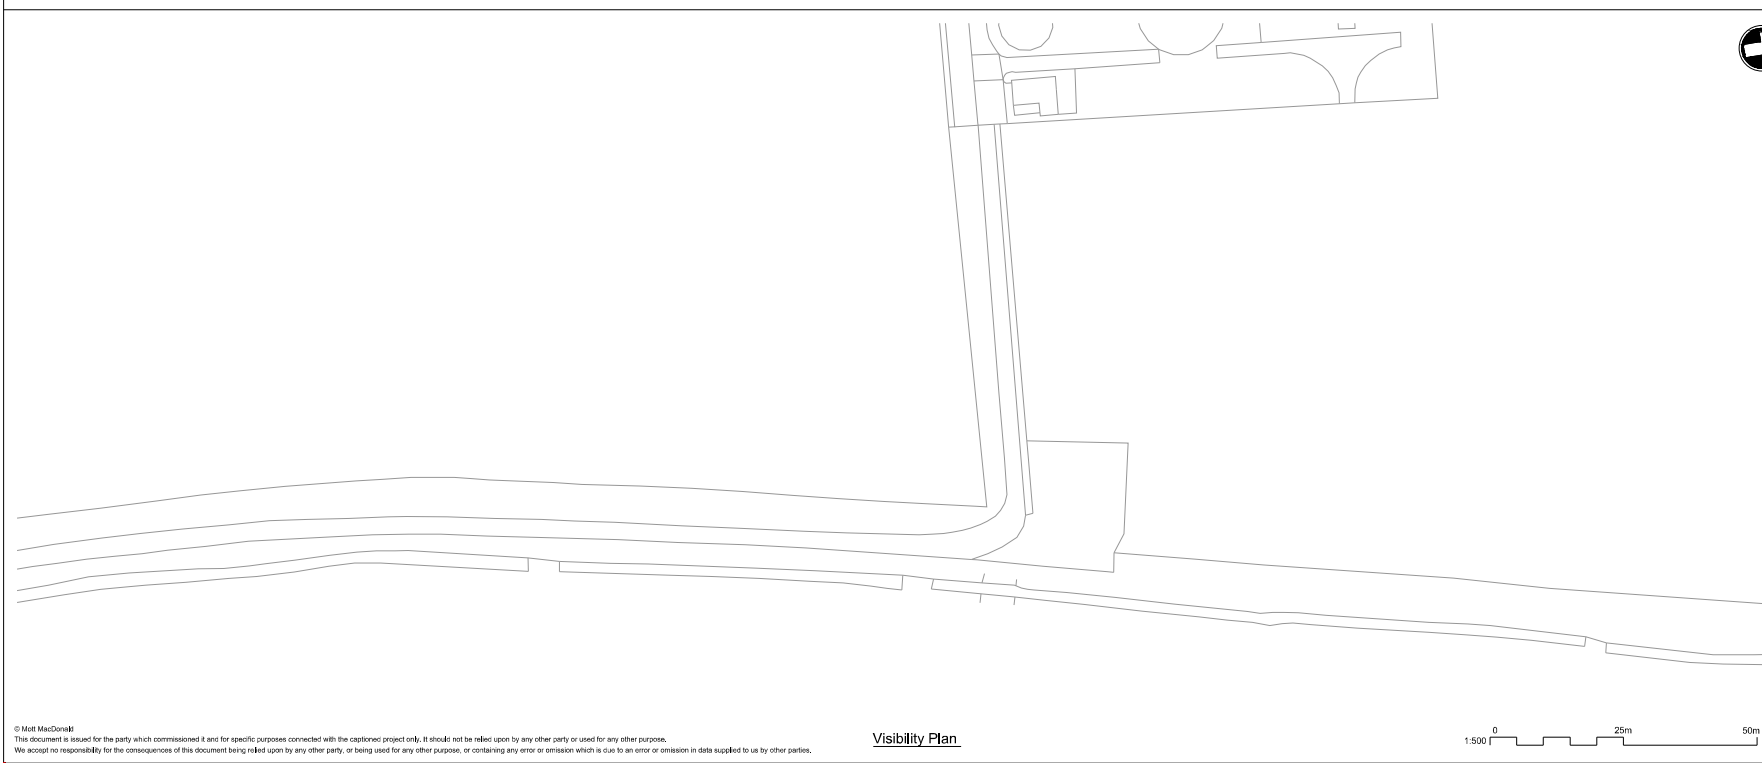 © Mott MacDonald
This document is issued for the party which commissioned it and for specific purposes connected with the captioned project only. It should not be relied upon by any other party or used for any other purpose.
We accept no responsibility for the consequences of this document being relied upon by any other party, or being used for any other purpose, or containing any error or omission which is due to an error or omission in data supplied to us by other parties.
Visibility Plan
1:500 0 25m 50m